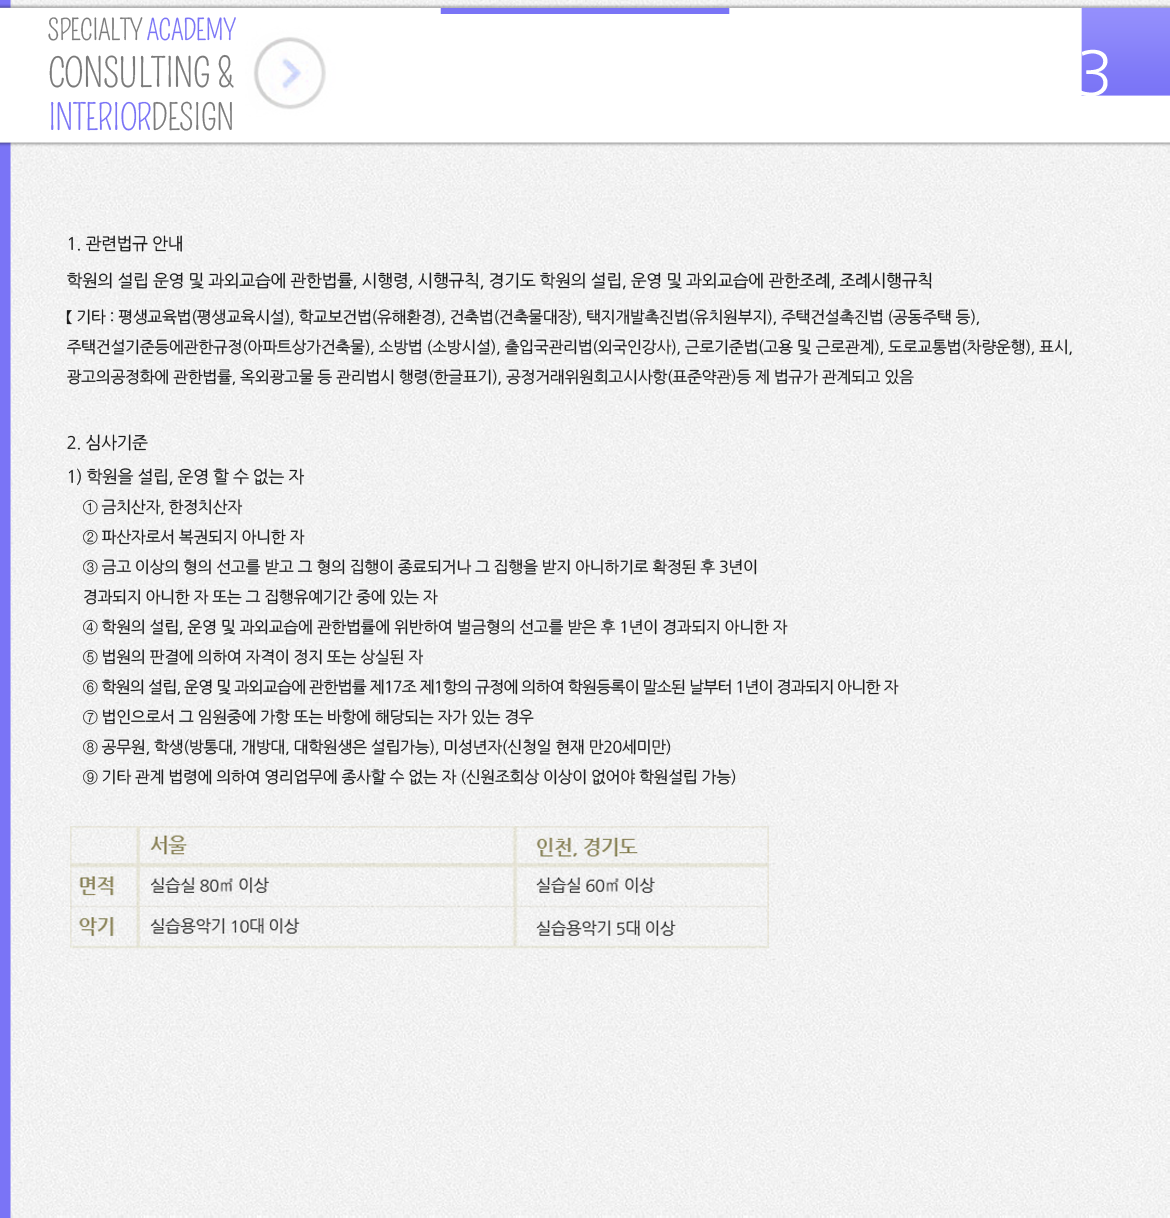 SPECIALTY ACADEMY
CONSULTING &
INTERIORDESIGN
3
1. 관련법규 안내
학원의 설립 운영 및 과외교습에 관한법률, 시행령, 시행규칙, 경기도 학원의 설립, 운영 및 과외교습에 관한조례, 조례시행규칙
【 기타 : 평생교육법(평생교육시설), 학교보건법(유해환경), 건축법(건축물대장), 택지개발촉진법(유치원부지), 주택건설촉진법 (공동주택 등),
주택건설기준등에관한규정(아파트상가건축물), 소방법 (소방시설), 출입국관리법(외국인강사), 근로기준법(고용 및 근로관계), 도로교통법(차량운행), 표시,
광고의공정화에 관한법률, 옥외광고물 등 관리법시 행령(한글표기), 공정거래위원회고시사항(표준약관)등 제 법규가 관계되고 있음
2. 심사기준
1) 학원을 설립, 운영 할 수 없는 자
① 금치산자, 한정치산자
② 파산자로서 복권되지 아니한 자
③ 금고 이상의 형의 선고를 받고 그 형의 집행이 종료되거나 그 집행을 받지 아니하기로 확정된 후 3년이
경과되지 아니한 자 또는 그 집행유예기간 중에 있는 자
④ 학원의 설립, 운영 및 과외교습에 관한법률에 위반하여 벌금형의 선고를 받은 후 1년이 경과되지 아니한 자
⑤ 법원의 판결에 의하여 자격이 정지 또는 상실된 자
⑥ 학원의 설립, 운영 및 과외교습에 관한법률 제17조 제1항의 규정에 의하여 학원등록이 말소된 날부터 1년이 경과되지 아니한 자
⑦ 법인으로서 그 임원중에 가항 또는 바항에 해당되는 자가 있는 경우
⑧ 공무원, 학생(방통대, 개방대, 대학원생은 설립가능), 미성년자(신청일 현재 만20세미만)
⑨ 기타 관계 법령에 의하여 영리업무에 종사할 수 없는 자 (신원조회상 이상이 없어야 학원설립 가능)
서울 인천, 경기도
면적 실습실 80㎡ 이상 실습실 60㎡ 이상
악기 실습용악기 10대 이상 실습용악기 5대 이상